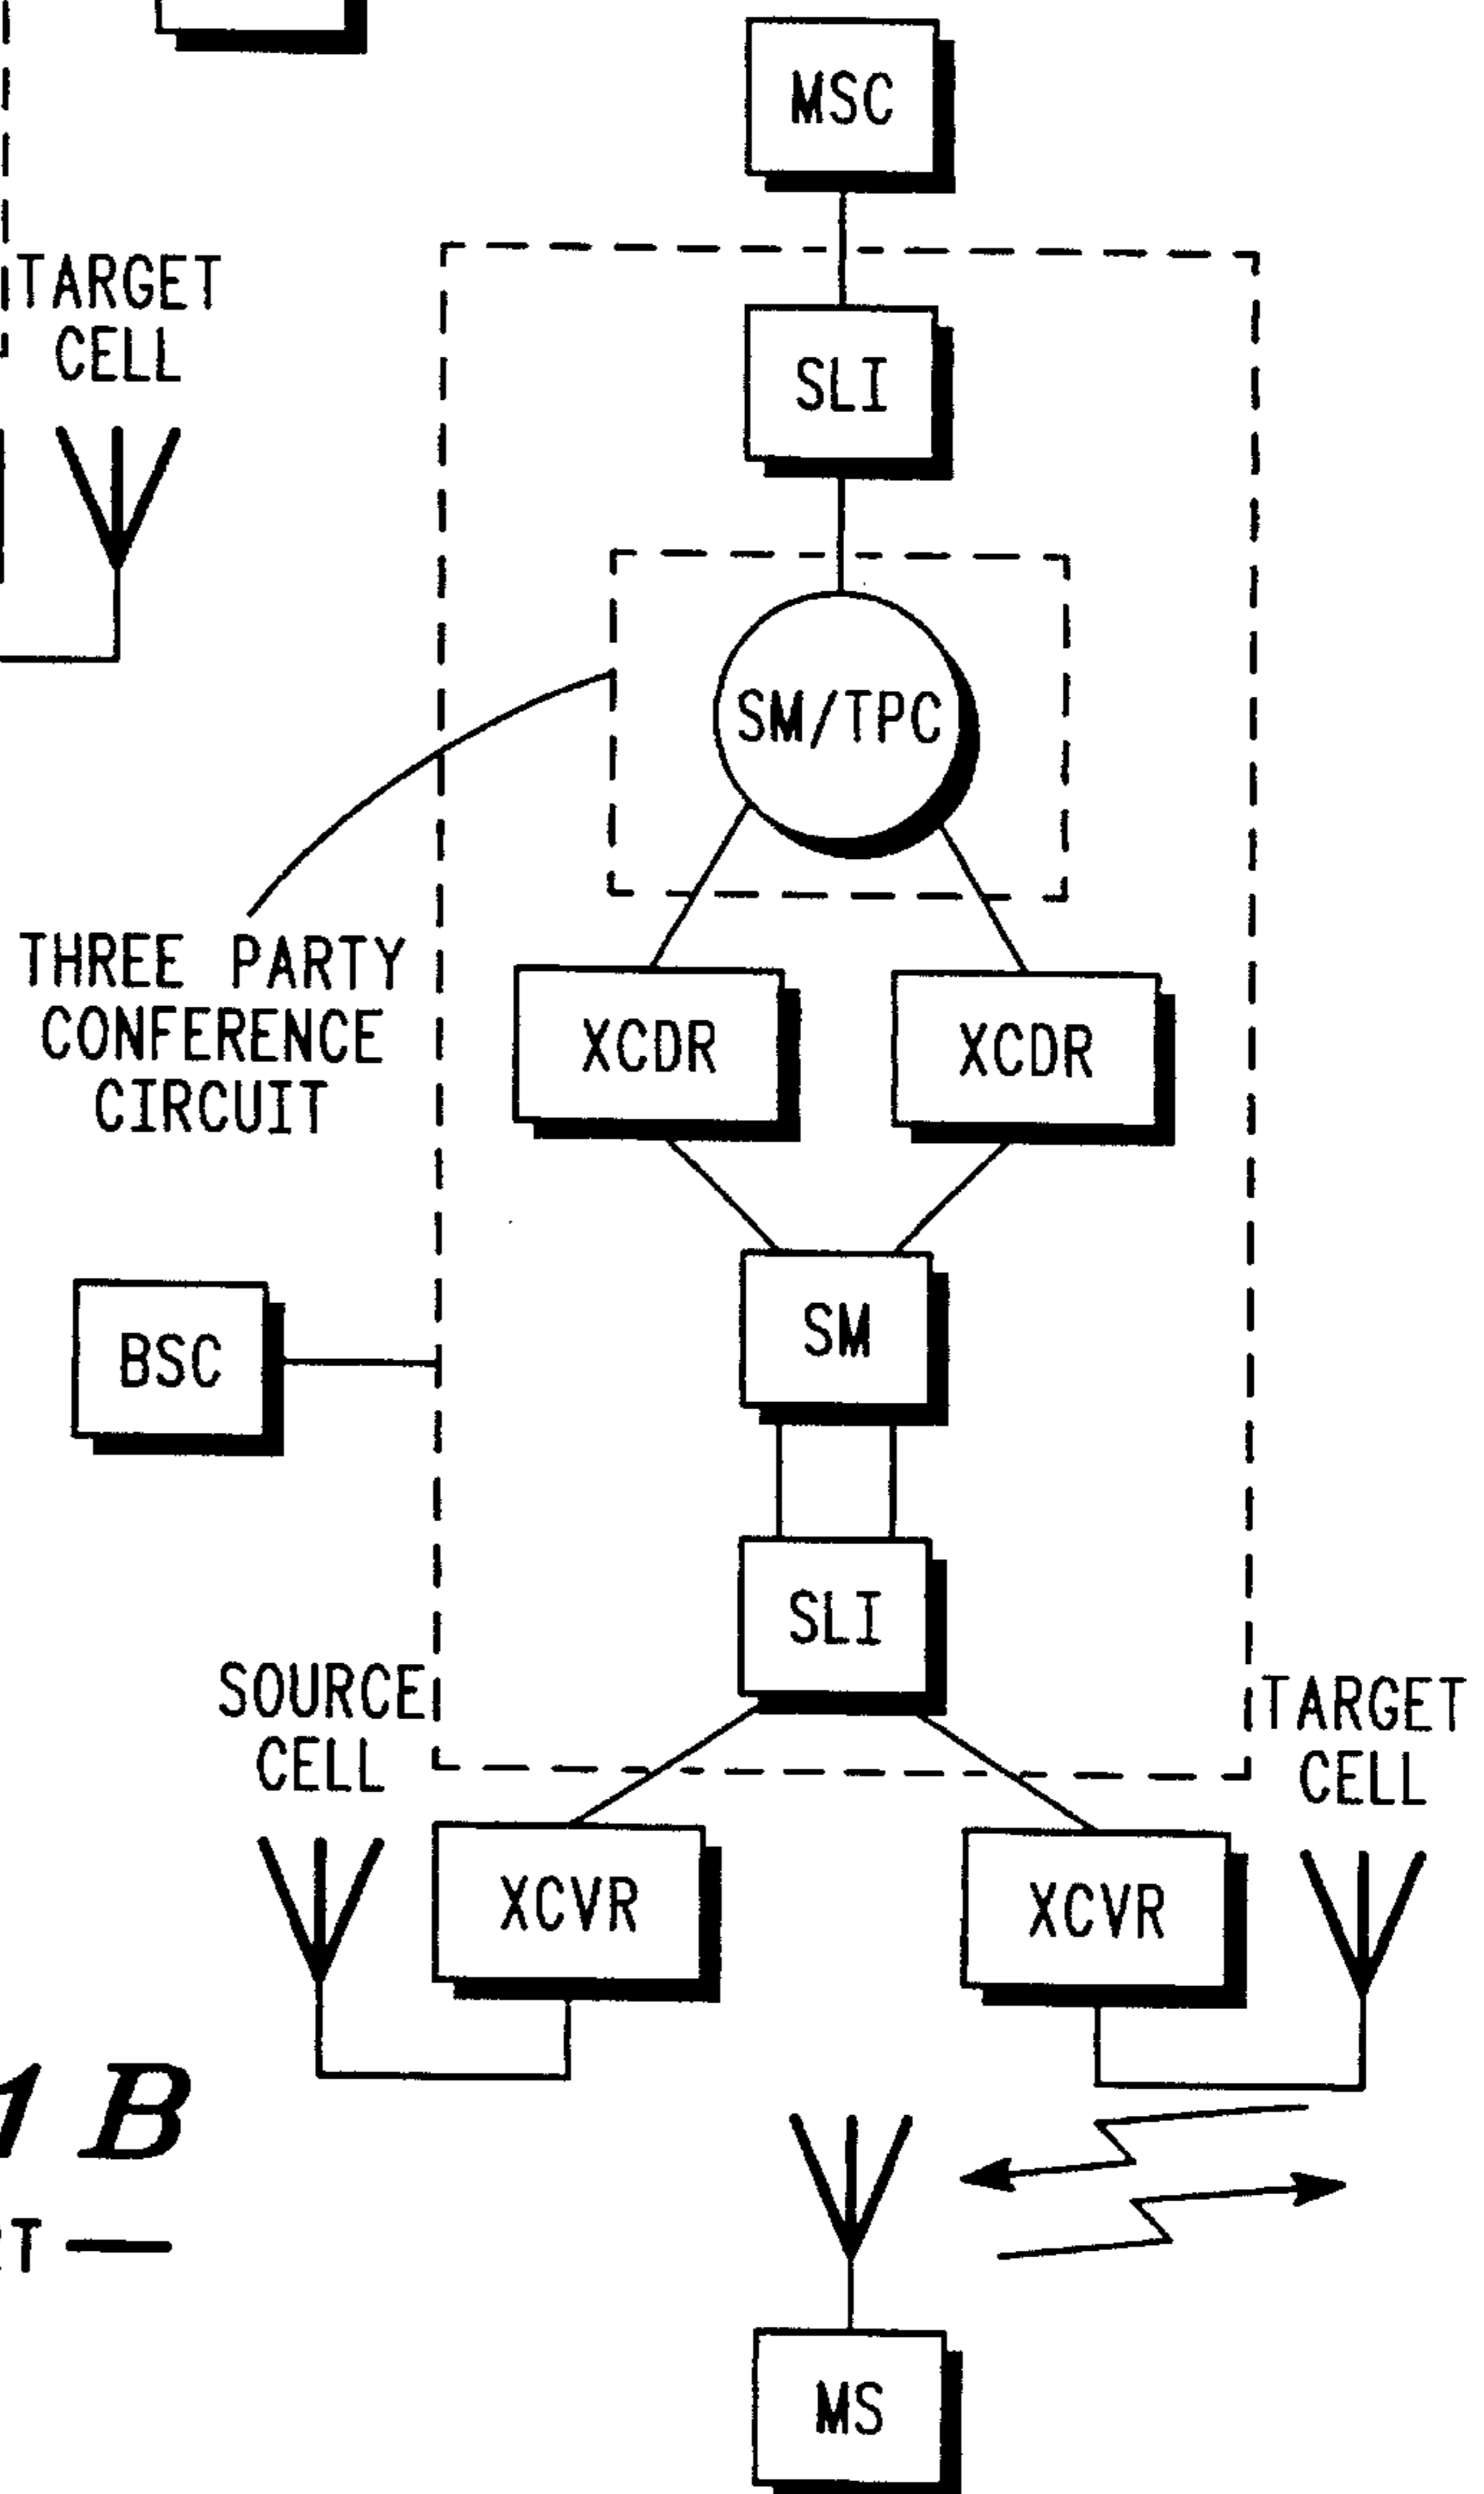 MSC
TARGET
CELL
SLI
SM/TPC
THREE PARTY
CONFERENCE
CIRCUIT
XCDR
XCDR
SM
BSC
SLI
SOURCE
CELL
TARGET
CELL
XCVR
XCVR
1B
MS